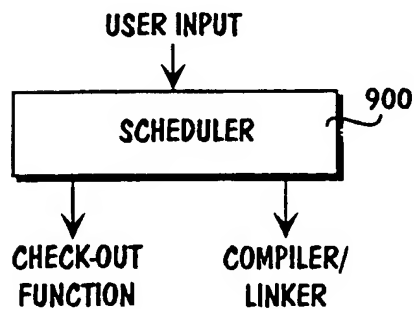 USER INPUT
900
SCHEDULER
CHECK-OUT
FUNCTION
COMPILER/
LINKER